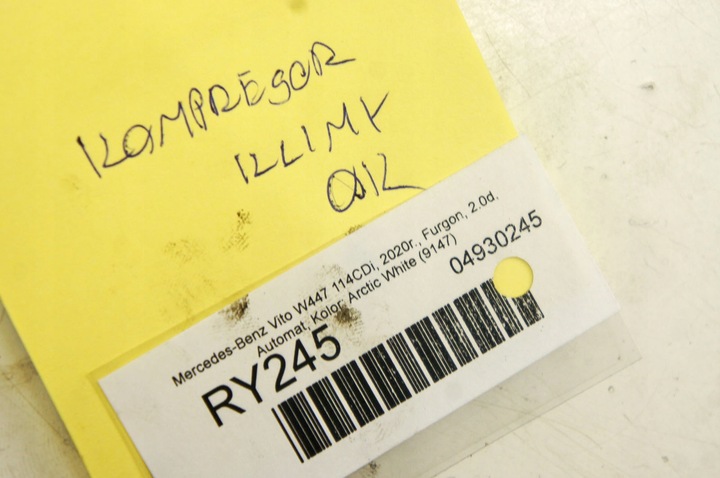 KOMPRESOR
KLIMY
OK
Mercedes-Benz Vito W447 114CDi, 2020r., Furgon, 2.0d.
Automat, Kolor: Arctic White (9147)
RY245
04930245